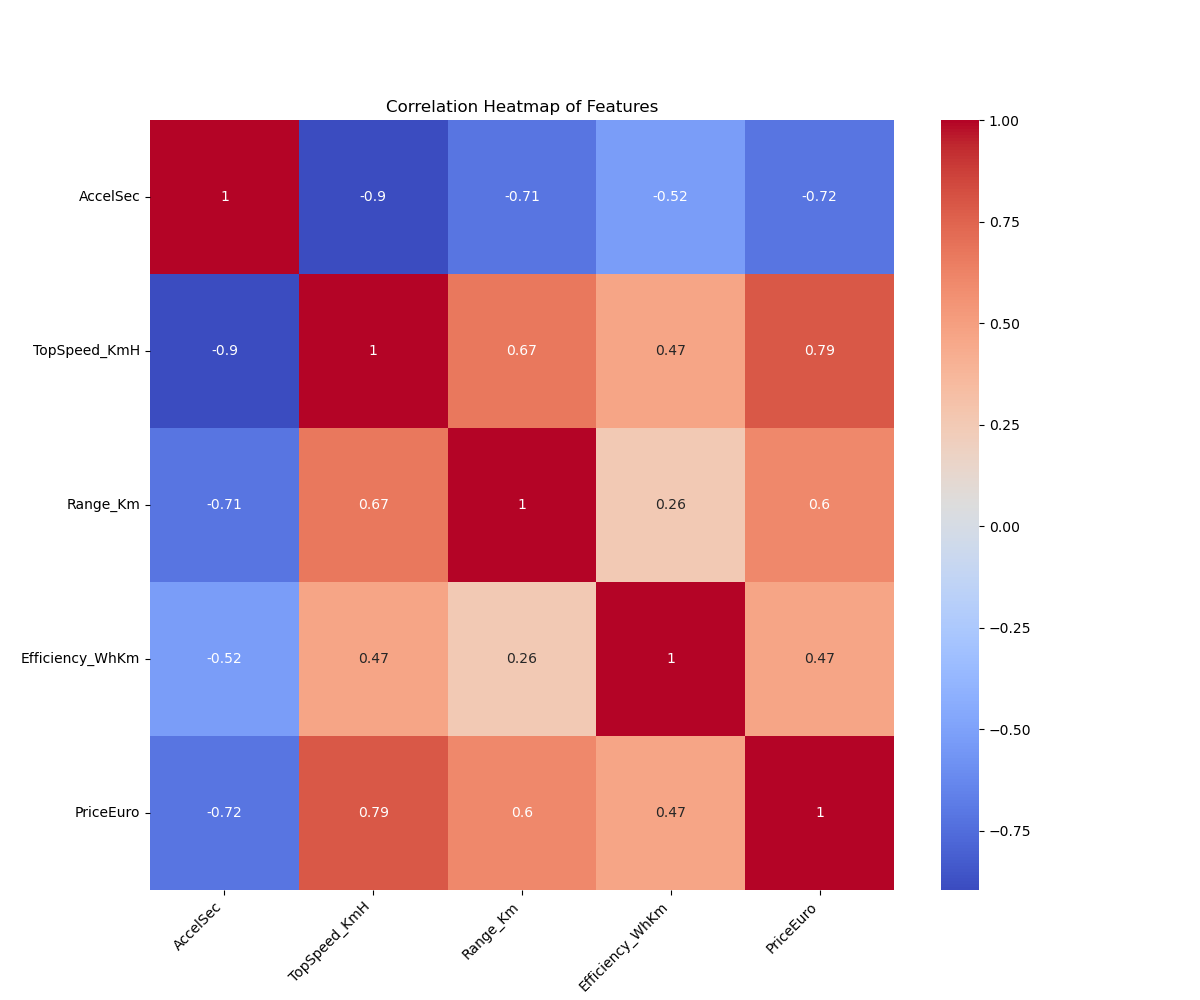 Correlation Heatmap of Features
AccelSec 1 -0.9 -0.71 -0.52 -0.72
TopSpeed_KmH -0.9 1 0.67 0.47 0.79
Range_Km -0.71 0.67 1 0.26 0.6
Efficiency_WhKm -0.52 0.47 0.26 1 0.47
PriceEuro -0.72 0.79 0.6 0.47 1
AccelSec TopSpeed_KmH Range_Km Efficiency_WhKm PriceEuro
1.00
0.75
0.50
0.25
0.00
−0.25
−0.50
−0.75